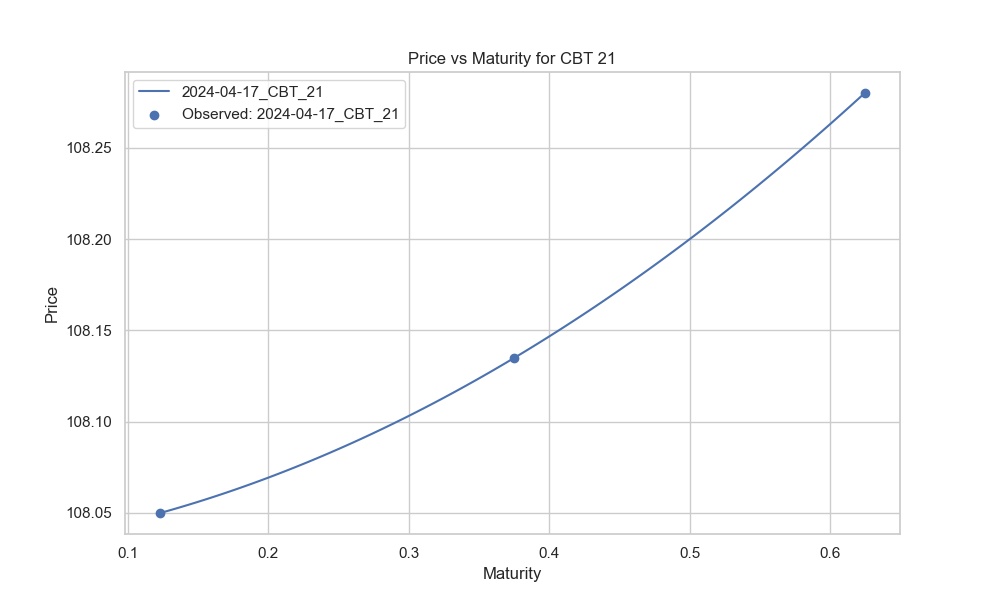 Price vs Maturity for CBT 21
2024-04-17_CBT_21
Observed: 2024-04-17_CBT_21
Price
108.25
108.20
108.15
108.10
108.05
0.1 0.2 0.3 0.4 0.5 0.6
Maturity